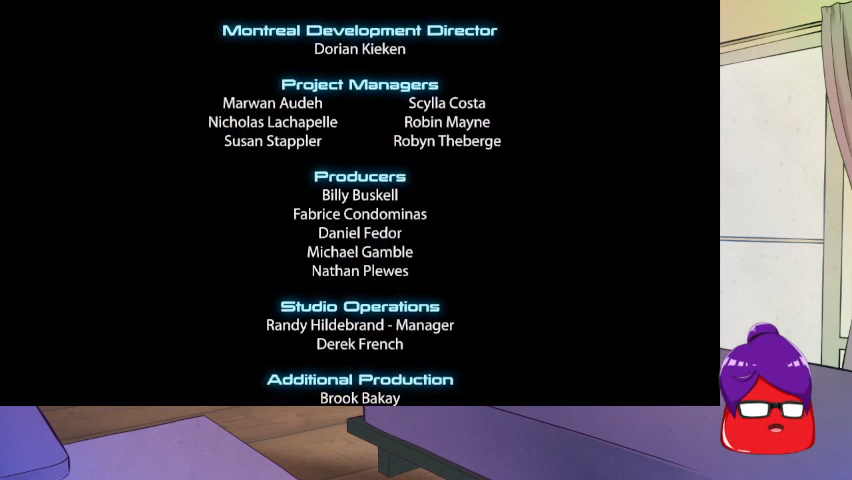 Montreal Development Director
Dorian Kieken
Project Managers
Marwan Audeh Scylla Costa
Nicholas Lachapelle Robin Mayne
Susan Stappler Robyn Theberge
Producers
Billy Buskell
Fabrice Condominas
Daniel Fedor
Michael Gamble
Nathan Plewes
Studio Operations
Randy Hildebrand - Manager
Derek French
Additional Production
Brook Bakay